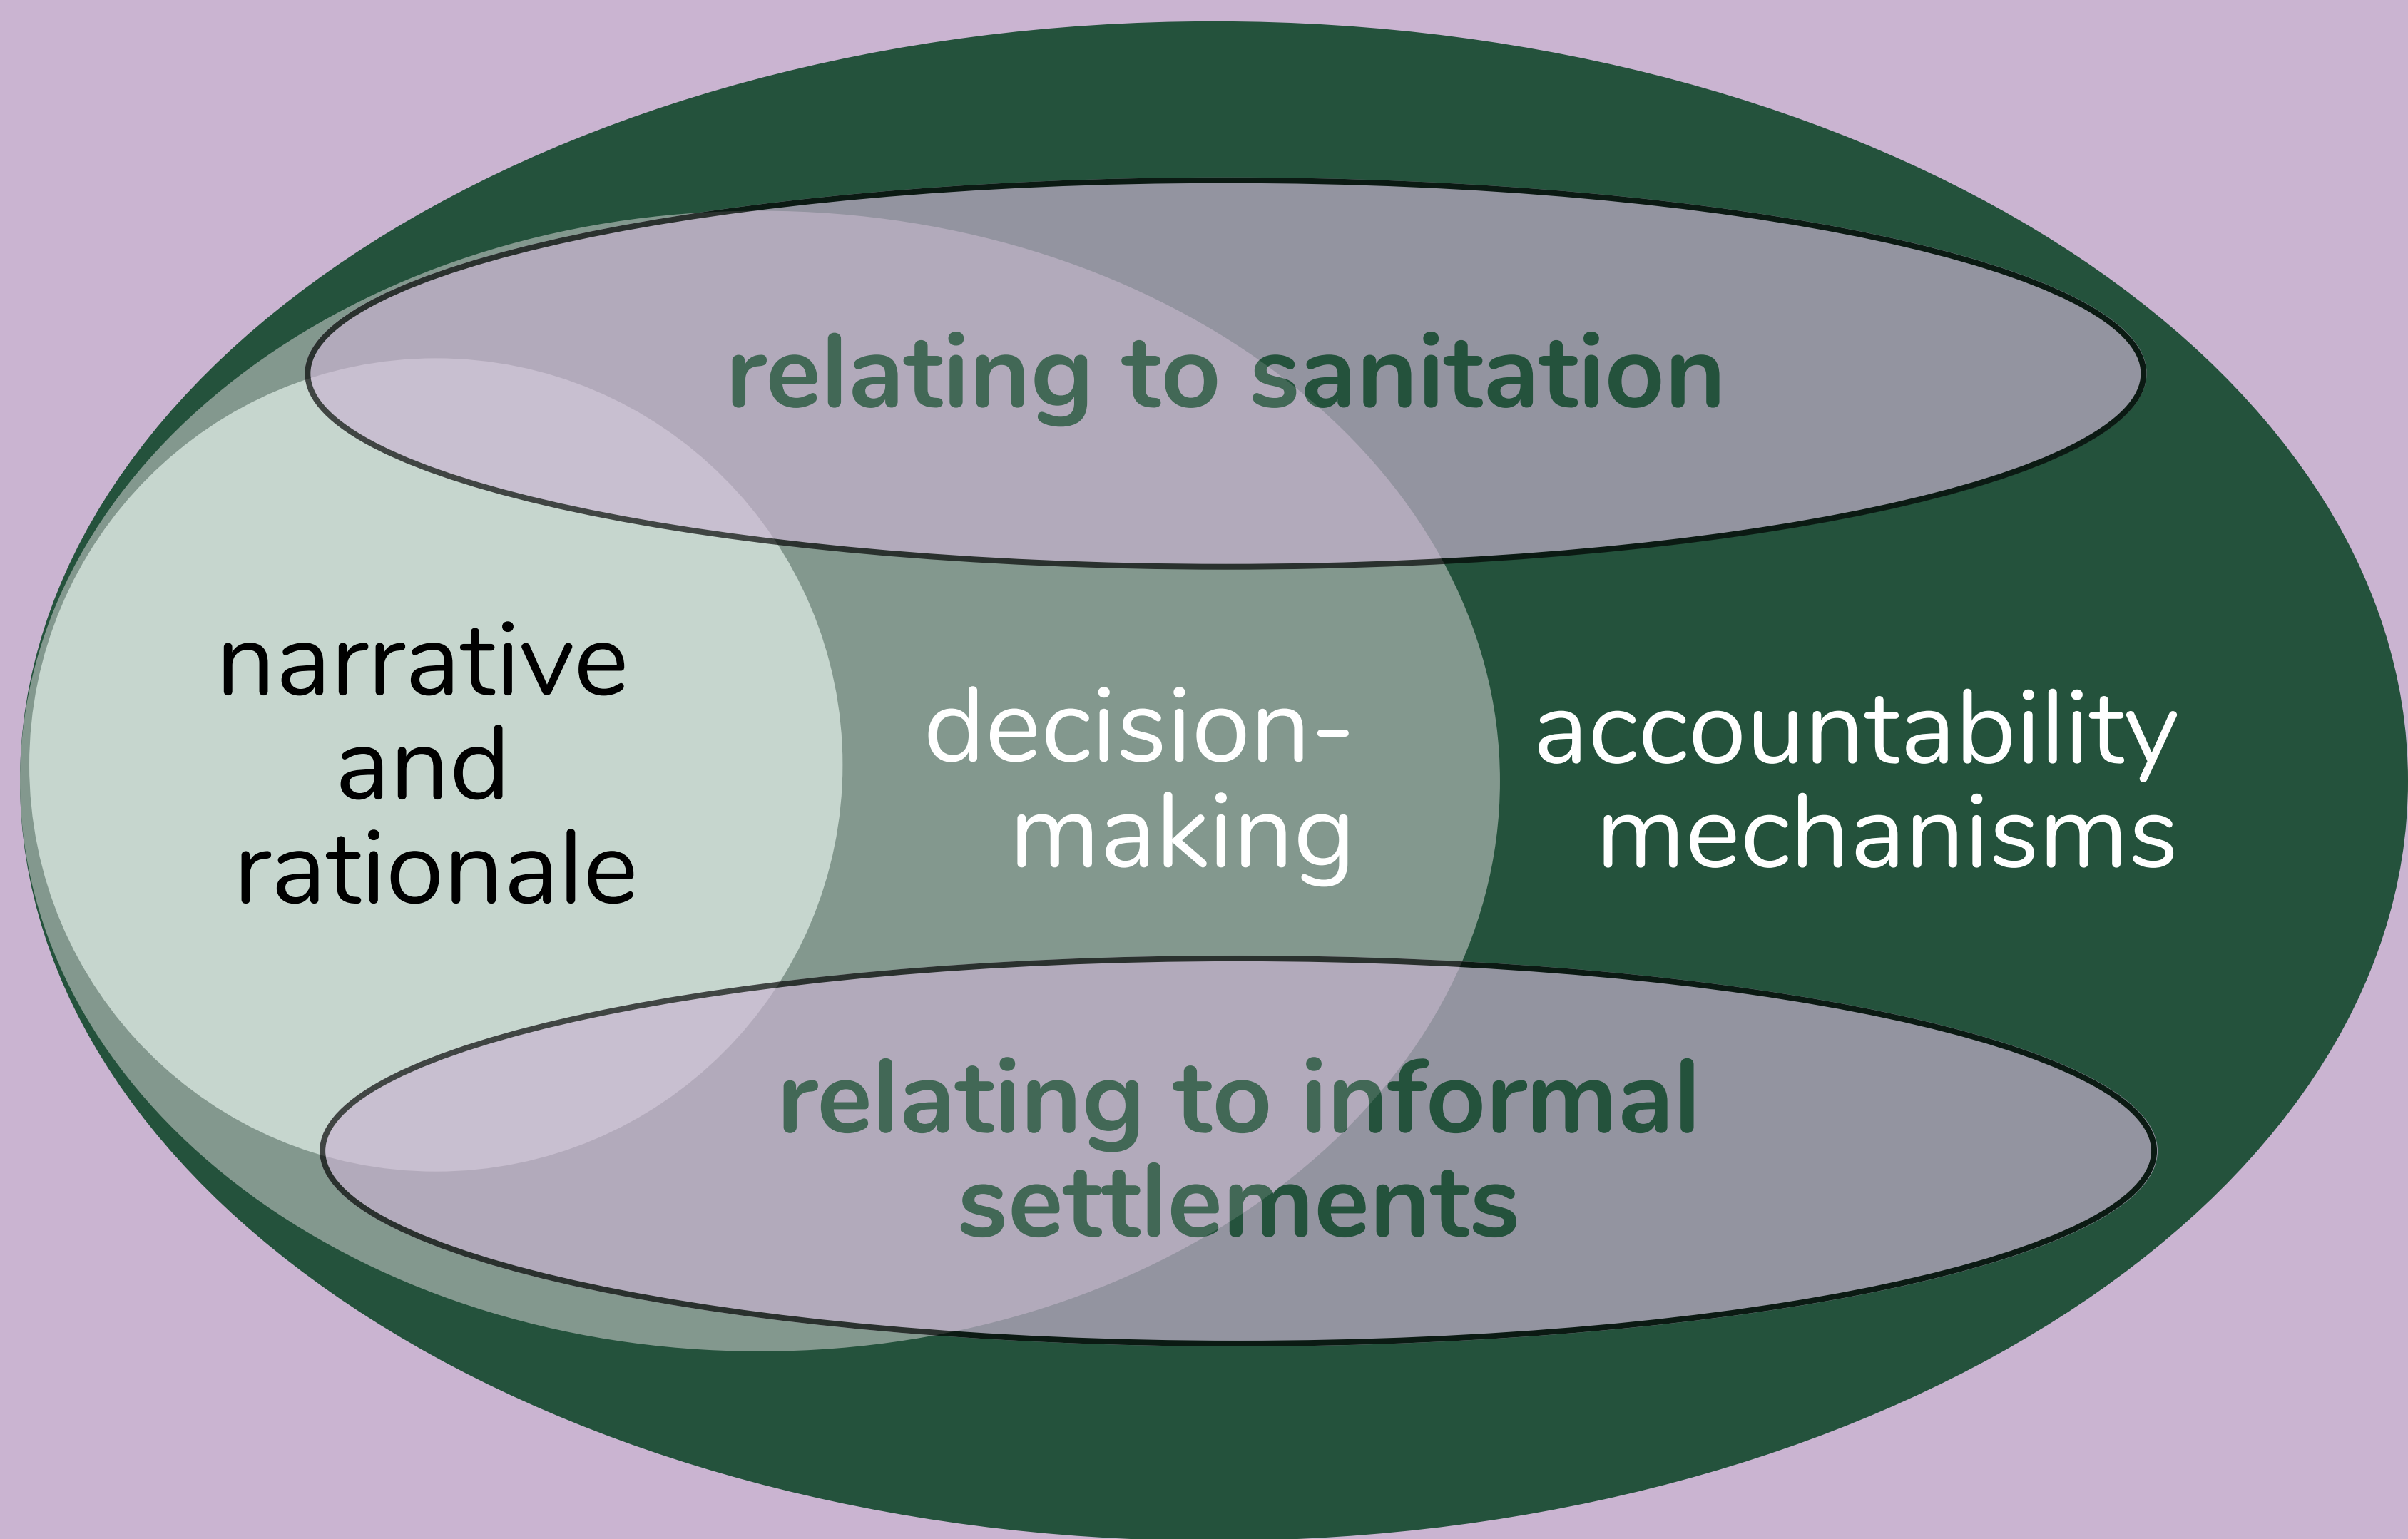 relating to sanitation
narrative
and
rationale
decision-
making
accountability
mechanisms
relating to informal
settlements